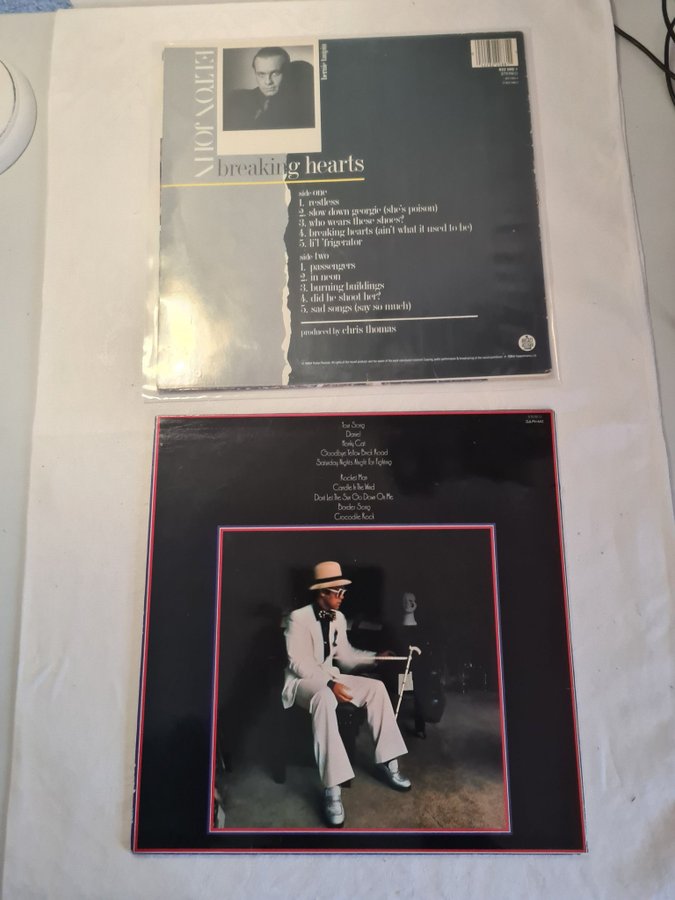 ELTON JOHN
bernie taupin
STEREO
breaking hearts
side one
1. restless
2. slow down georgie (she's poison)
3. who wears these shoes?
4. breaking hearts (ain't what it used to be)
5. li'l 'frigerator
side two
1. passengers
2. in neon
3. burning buildings
4. did he shoot her?
5. sad songs (say so much)
produced by chris thomas
STEREO
Your Song
Daniel
Honky Cat
Goodbye Yellow Brick Road
Saturday Night's Alright For Fighting
Rocket Man
Candle In The Wind
Don't Let The Sun Go Down On Me
Border Song
Crocodile Rock